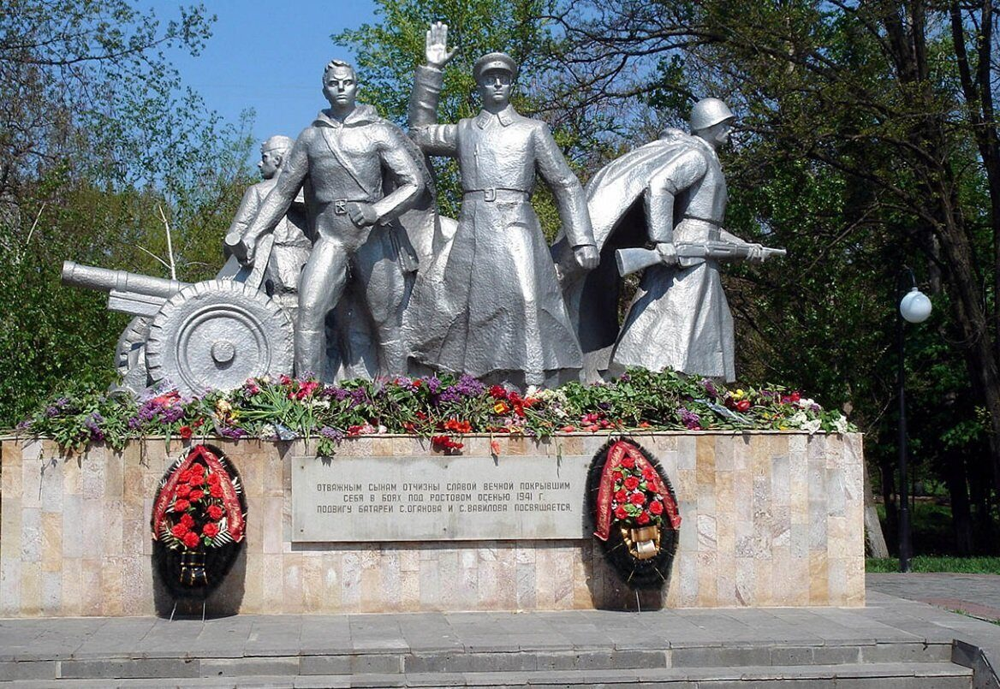 ОТВАЖНЫМ СЫНАМ ОТЧИЗНЫ СЛАВОЙ ВЕЧНОЙ ПОКРЫВШИМ
СЕБЯ В БОЯХ ПОД РОСТОВОМ ОСЕНЬЮ 1941 Г.
ПОДВИГУ БАТАРЕИ С.ОГАНОВА И С.ВАВИЛОВА ПОСВЯЩАЕТСЯ.